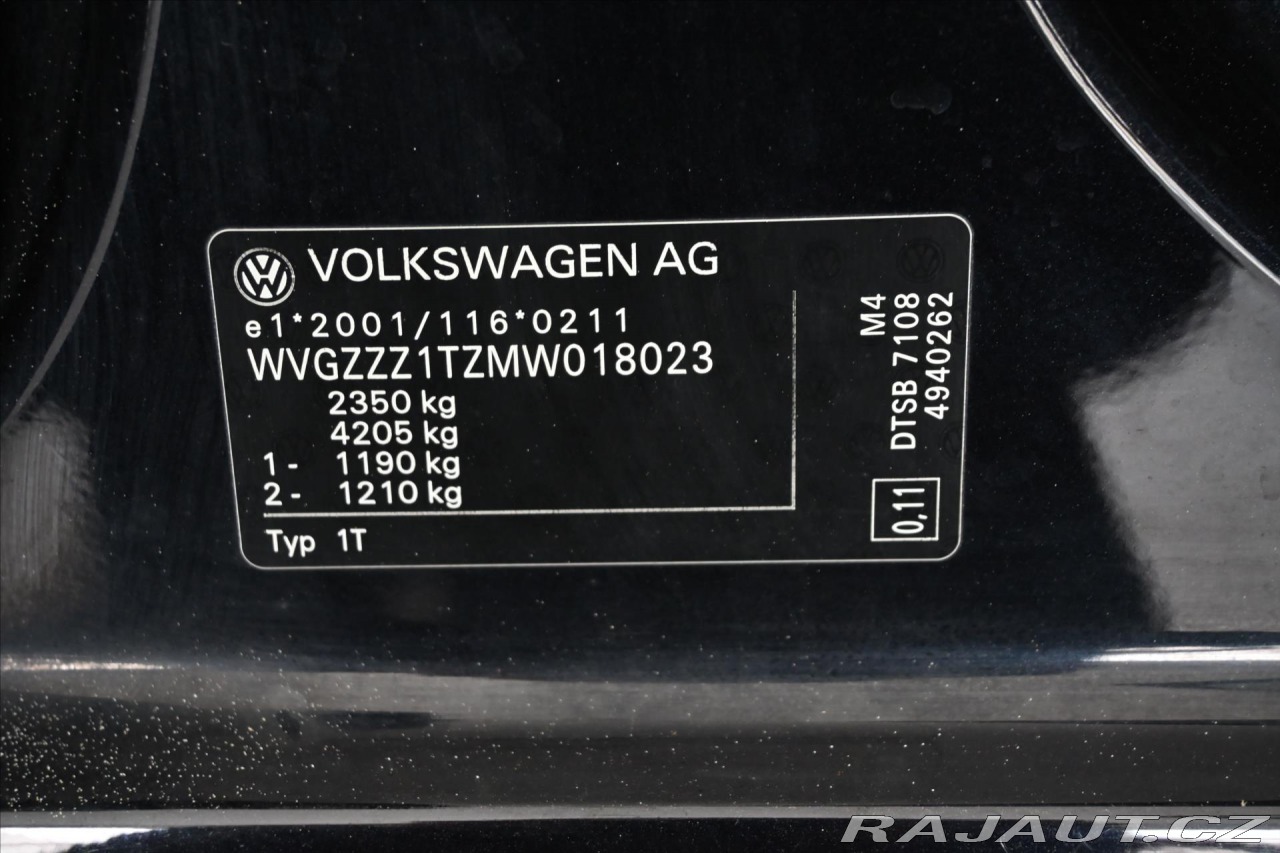 VOLKSWAGEN AG
e1*2001/116*0211
WVGZZZ1TZMW018023
2350 kg
4205 kg
1- 1190 kg
2- 1210 kg
Typ 1T
M4
DTSB 7108
4940262
0,11
RAJAUT.CZ